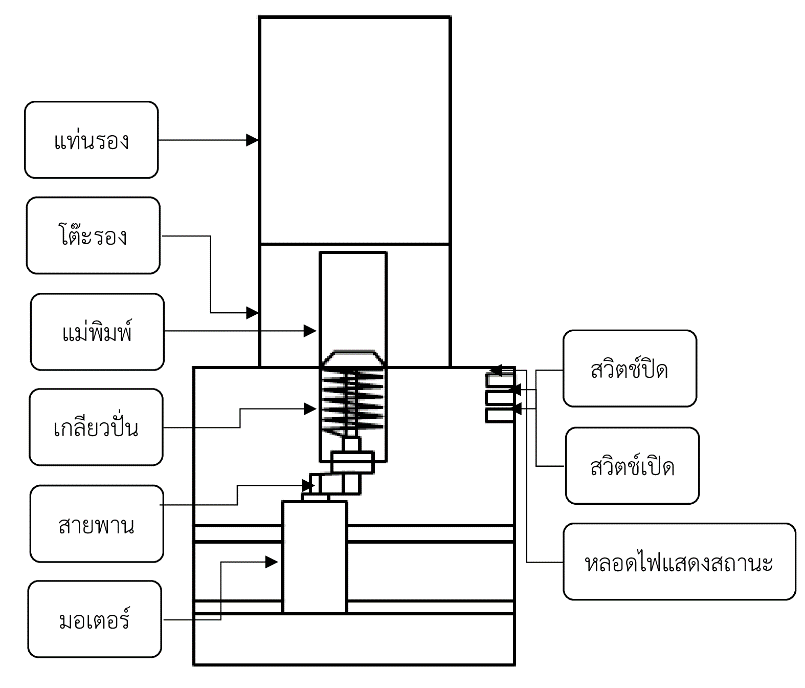 แท่นรอง
โต๊ะรอง
แม่พิมพ์
เกลียวปั่น
สายพาน
มอเตอร์
สวิตช์ปิด
สวิตช์เปิด
หลอดไฟแสดงสถานะ